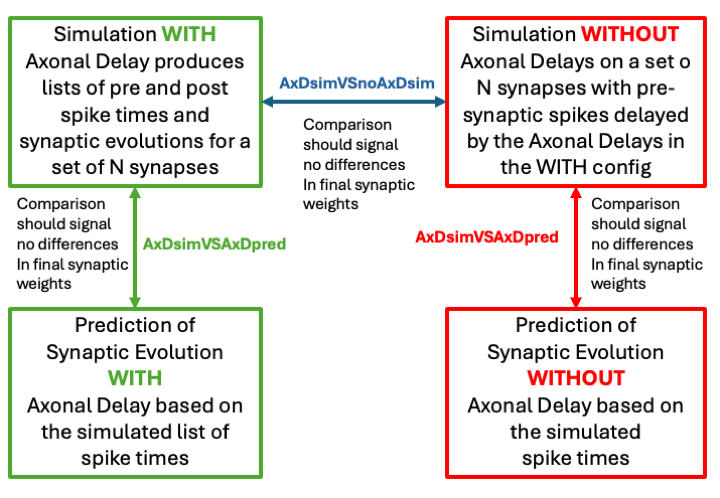 Simulation WITH
Axonal Delay produces
lists of pre and post
spike times and
synaptic evolutions for a
set of N synapses
AxDsimVSnoAxDsim
Comparison
should signal
no differences
In final synaptic
weights
Simulation WITHOUT
Axonal Delays on a set o
N synapses with pre-
synaptic spikes delayed
by the Axonal Delays in
the WITH config
Comparison
should signal
no differences
In final synaptic
weights
AxDsimVSAxDpred
AxDsimVSAxDpred
Comparison
should signal
no differences
In final synaptic
weights
Prediction of
Synaptic Evolution
WITH
Axonal Delay based on
the simulated list of
spike times
Prediction of
Synaptic Evolution
WITHOUT
Axonal Delay based on
the simulated
spike times